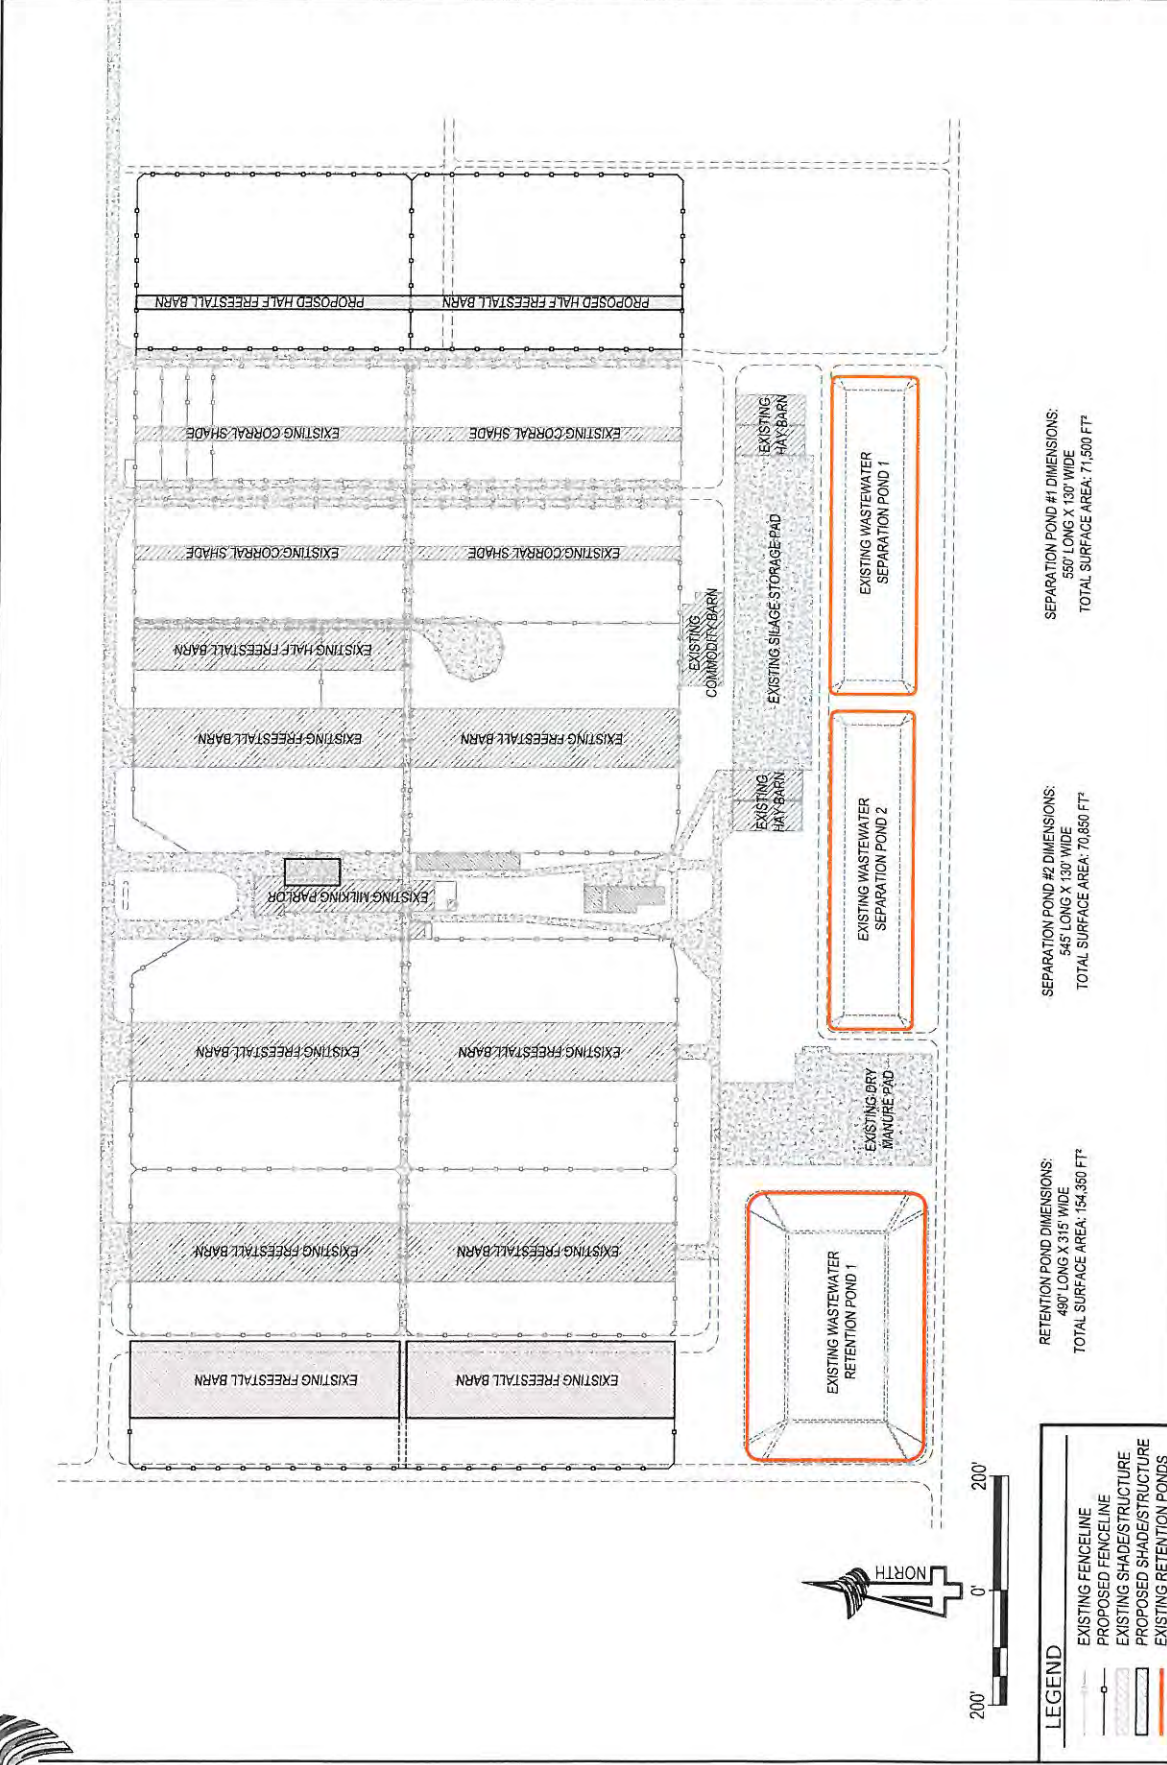 PROPOSED HALF FREESTALL BARN
PROPOSED HALF FREESTALL BARN
EXISTING CORRAL SHADE
EXISTING CORRAL SHADE
EXISTING CORRAL SHADE
EXISTING CORRAL SHADE
EXISTING HALF FREESTALL BARN
EXISTING FREESTALL BARN
EXISTING FREESTALL BARN
EXISTING MILKING PARLOR
EXISTING FREESTALL BARN
EXISTING FREESTALL BARN
EXISTING FREESTALL BARN
EXISTING FREESTALL BARN
EXISTING FREESTALL BARN
EXISTING FREESTALL BARN
EXISTING
COMMODITY BARN
EXISTING
HAY BARN
EXISTING SILAGE STORAGE PAD
EXISTING
HAY BARN
EXISTING WASTEWATER
SEPARATION POND 1
EXISTING WASTEWATER
SEPARATION POND 2
EXISTING DRY
MANURE PAD
EXISTING WASTEWATER
RETENTION POND 1
NORTH
200'
0'
200'
RETENTION POND DIMENSIONS:
490' LONG X 315' WIDE
TOTAL SURFACE AREA: 154,350 FT²
SEPARATION POND #2 DIMENSIONS:
545' LONG X 130' WIDE
TOTAL SURFACE AREA: 70,850 FT²
SEPARATION POND #1 DIMENSIONS:
550' LONG X 130' WIDE
TOTAL SURFACE AREA: 71,500 FT²
LEGEND
EXISTING FENCELINE
PROPOSED FENCELINE
EXISTING SHADE/STRUCTURE
PROPOSED SHADE/STRUCTURE
EXISTING RETENTION PONDS